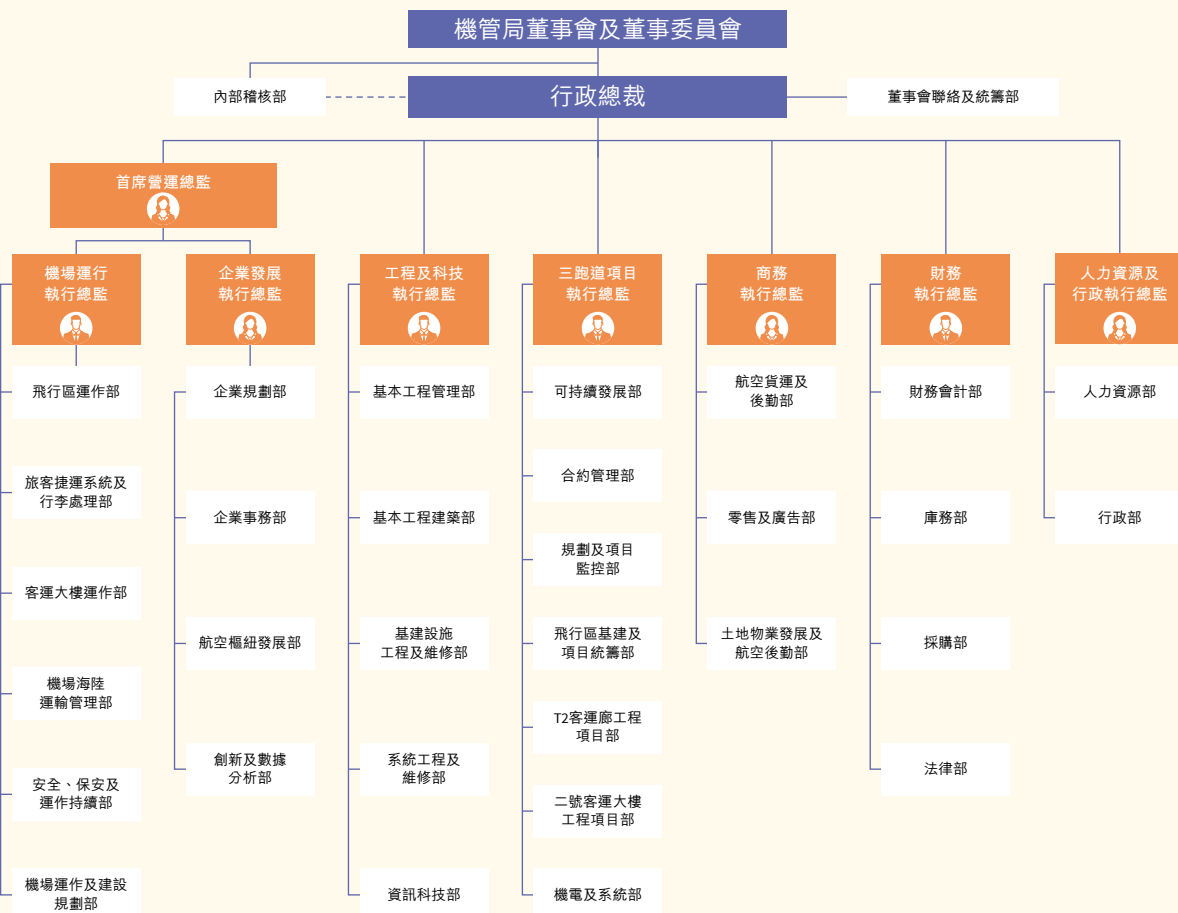 機管局董事會及董事委員會
內部稽核部
行政總裁
董事會聯絡及統籌部
首席營運總監
機場運行
執行總監
企業發展
執行總監
工程及科技
執行總監
三跑道項目
執行總監
商務
執行總監
財務
執行總監
人力資源及
行政執行總監
飛行區運作部
旅客捷運系統及
行李處理部
客運大樓運作部
機場海陸
運輸管理部
安全、保安及
運作持續部
機場運作及建設
規劃部
企業規劃部
企業事務部
航空樞紐發展部
創新及數據
分析部
基本工程管理部
基本工程建築部
基建設施
工程及維修部
系統工程及
維修部
資訊科技部
可持續發展部
合約管理部
規劃及項目
監控部
飛行區基建及
項目統籌部
T2客運廊工程
項目部
二號客運大樓
工程項目部
機電及系統部
航空貨運及
後勤部
零售及廣告部
土地物業發展及
航空後勤部
財務會計部
庫務部
採購部
法律部
人力資源部
行政部